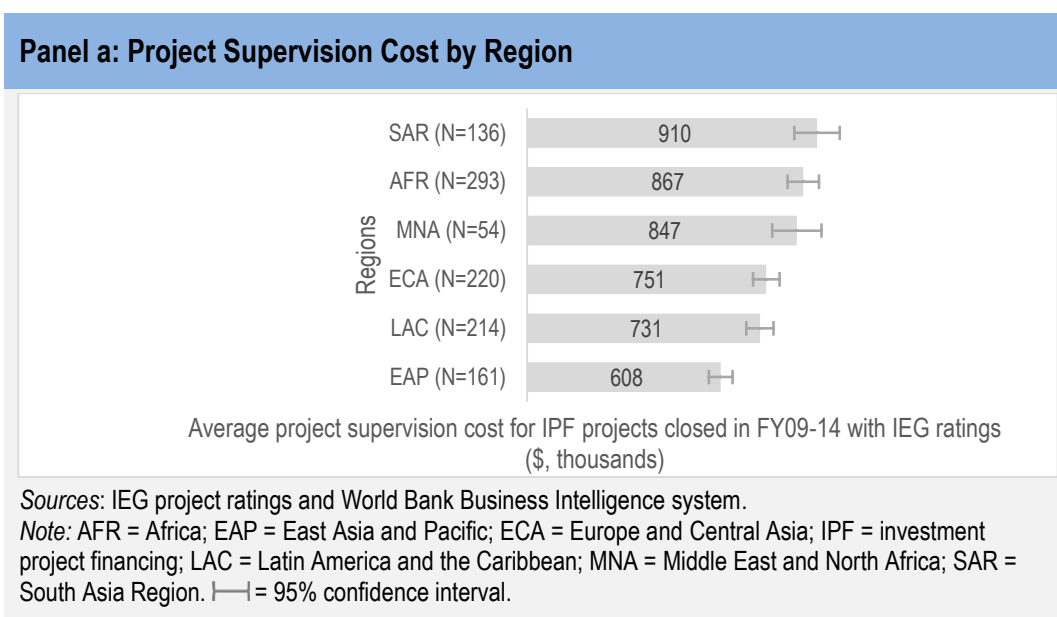 Panel a: Project Supervision Cost by Region
Regions
SAR (N=136) 910
AFR (N=293) 867
MNA (N=54) 847
ECA (N=220) 751
LAC (N=214) 731
EAP (N=161) 608
Average project supervision cost for IPF projects closed in FY09-14 with IEG ratings
($, thousands)
Sources: IEG project ratings and World Bank Business Intelligence system.
Note: AFR = Africa; EAP = East Asia and Pacific; ECA = Europe and Central Asia; IPF = investment
project financing; LAC = Latin America and the Caribbean; MNA = Middle East and North Africa; SAR =
South Asia Region. = 95% confidence interval.